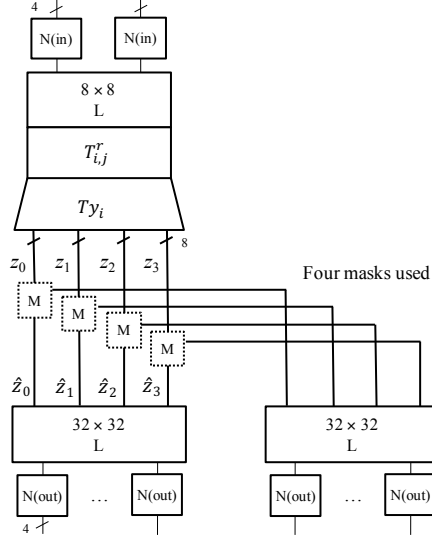 4
N(in) N(in)
8 × 8
L
T^r_{i,j}
Ty_i
8
z_0 z_1 z_2 z_3
Four masks used
M
M
M
M
ẑ_0 ẑ_1 ẑ_2 ẑ_3
32 × 32 32 × 32
L L
N(out) ... N(out) N(out) ... N(out)
4